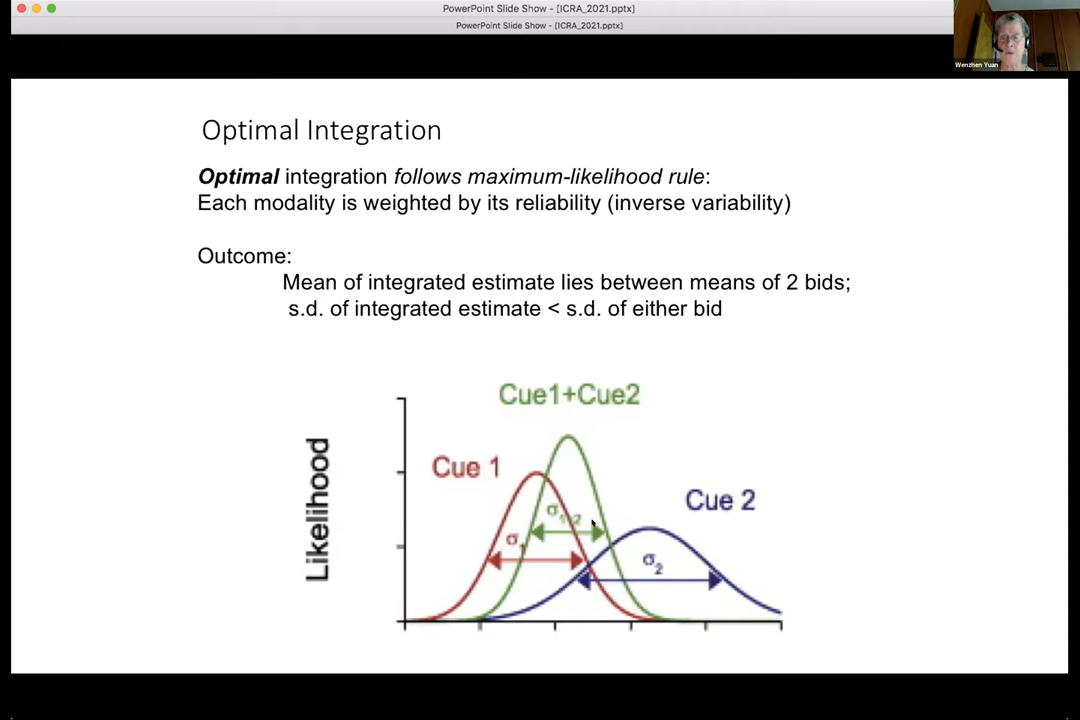 PowerPoint Slide Show - [ICRA_2021.pptx]
PowerPoint Slide Show - [ICRA_2021.pptx]
Wenzhen Yuan
Optimal Integration
Optimal integration follows maximum-likelihood rule:
Each modality is weighted by its reliability (inverse variability)
Outcome:
Mean of integrated estimate lies between means of 2 bids;
s.d. of integrated estimate < s.d. of either bid
Cue1+Cue2
Cue 1
Cue 2
σ1,2
σ1
σ2
Likelihood